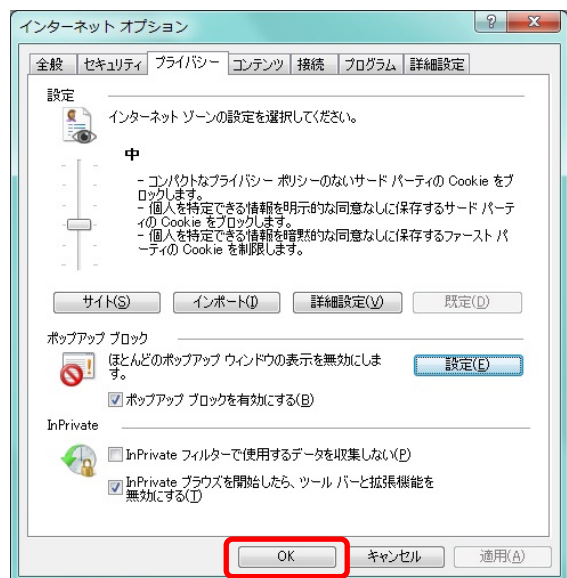 インターネット オプション
全般 セキュリティ プライバシー コンテンツ 接続 プログラム 詳細設定
設定
インターネット ゾーンの設定を選択してください。
中
- コンパクトなプライバシー ポリシーのないサード パーティの Cookie をブ
ロックします。
- 個人を特定できる情報を明示的な同意なしに保存するサード パーテ
ィの Cookie をブロックします。
- 個人を特定できる情報を暗黙的な同意なしに保存するファースト パ
ーティの Cookie を制限します。
サイト(S) インポート(I) 詳細設定(V) 既定(D)
ポップアップ ブロック
ほとんどのポップアップ ウィンドウの表示を無効にしま
す。
設定(E)
ポップアップ ブロックを有効にする(B)
InPrivate
InPrivate フィルターで使用するデータを収集しない(P)
InPrivate ブラウズを開始したら、ツール バーと拡張機能を
無効にする(T)
OK キャンセル 適用(A)